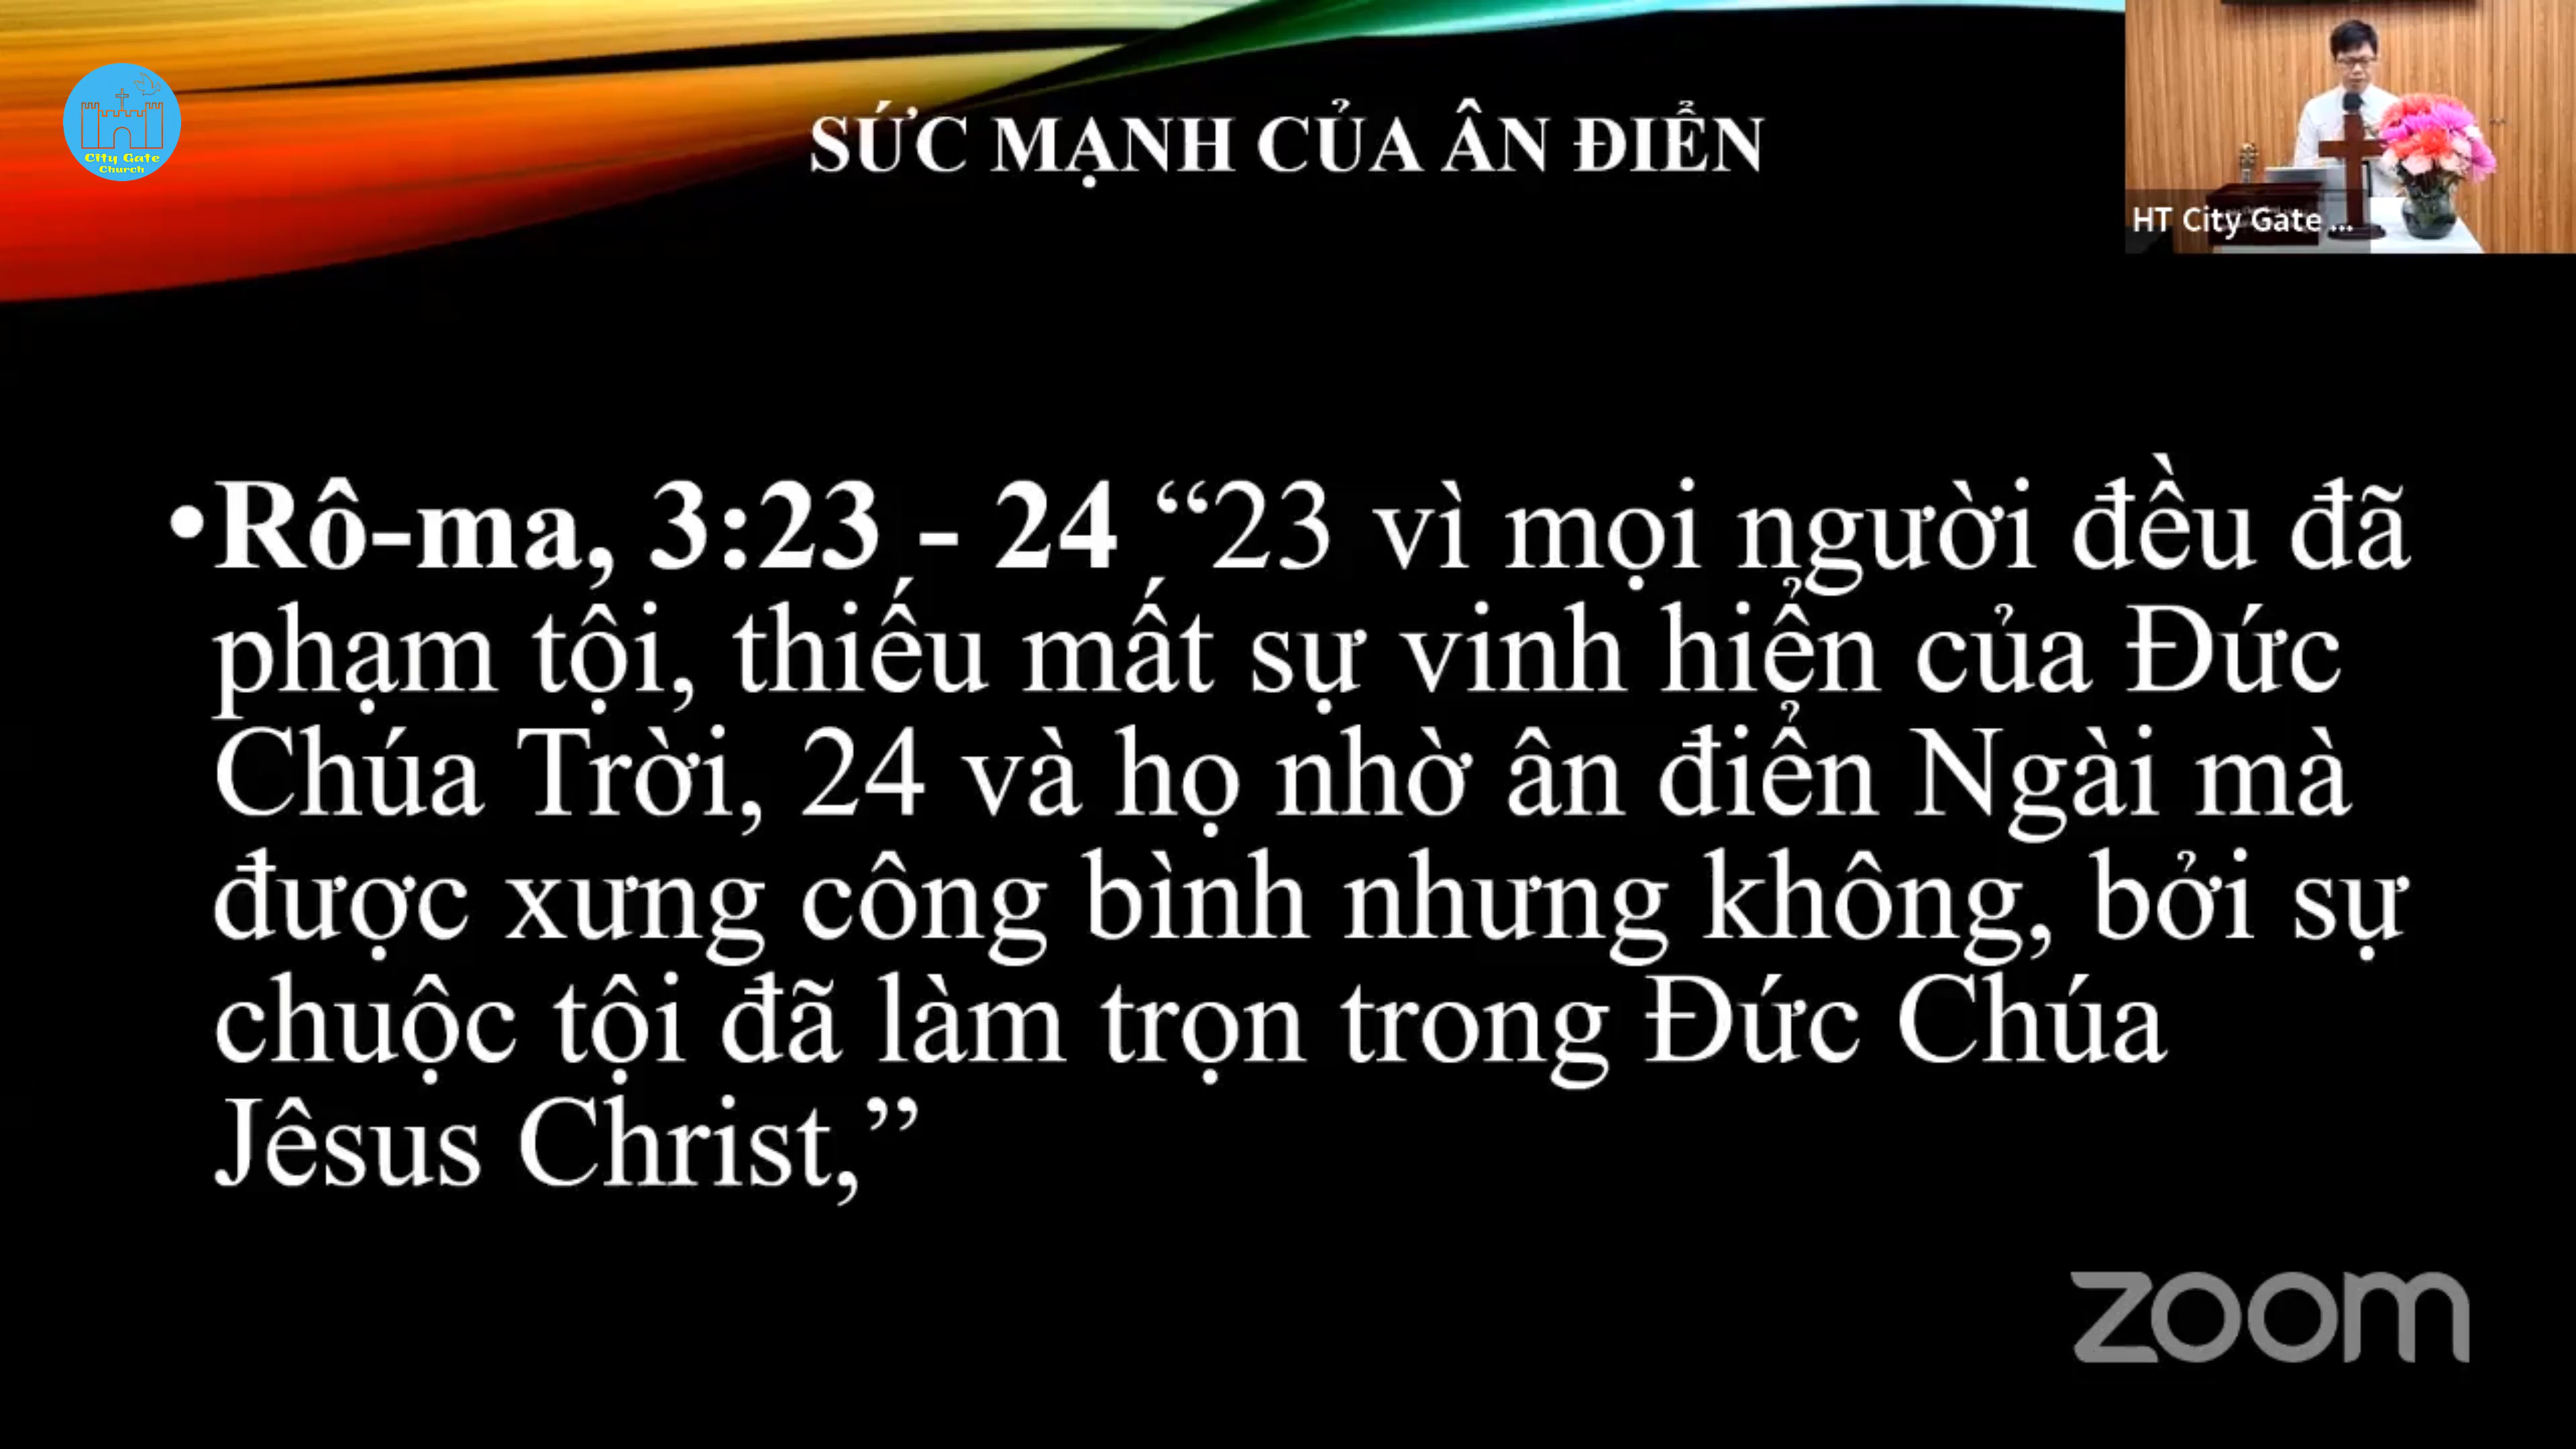 City Gate
Church
SỨC MẠNH CỦA ÂN ĐIỂN
HT City Gate ...
•Rô-ma, 3:23 - 24 “23 vì mọi người đều đã
phạm tội, thiếu mất sự vinh hiển của Đức
Chúa Trời, 24 và họ nhờ ân điển Ngài mà
được xưng công bình nhưng không, bởi sự
chuộc tội đã làm trọn trong Đức Chúa
Jêsus Christ,”
zoom